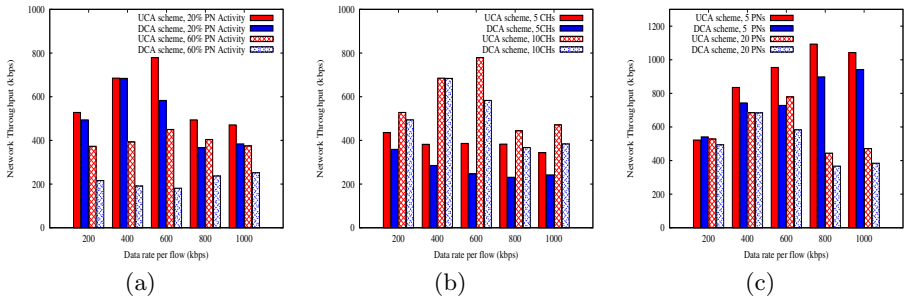 UCA scheme, 20% PN Activity
DCA scheme, 20% PN Activity
UCA scheme, 60% PN Activity
DCA scheme, 60% PN Activity
Network Throughput (kbps)
1000
800
600
400
200
0
200 400 600 800 1000
Data rate per flow (kbps)
(a)
UCA scheme, 5 CHs
DCA scheme, 5CHs
UCA scheme, 10CHs
DCA scheme, 10CHs
Network Throughput (kbps)
1000
800
600
400
200
0
200 400 600 800 1000
Data rate per flow (kbps)
(b)
UCA scheme, 5 PNs
DCA scheme, 5 PNs
UCA scheme, 20 PNs
DCA scheme, 20 PNs
Network Throughput (kbps)
1200
1000
800
600
400
200
0
200 400 600 800 1000
Data rate per flow (kbps)
(c)